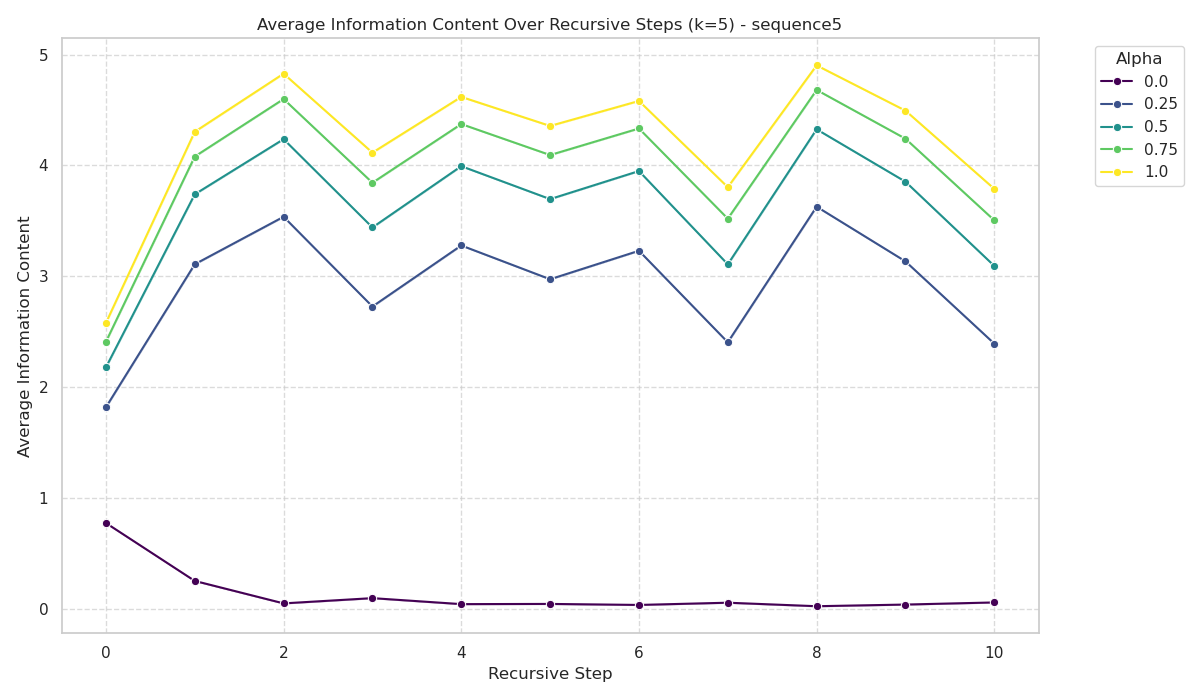 Average Information Content Over Recursive Steps (k=5) - sequence5
Average Information Content
5
4
3
2
1
0
0 2 4 6 8 10
Recursive Step
Alpha
0.0
0.25
0.5
0.75
1.0